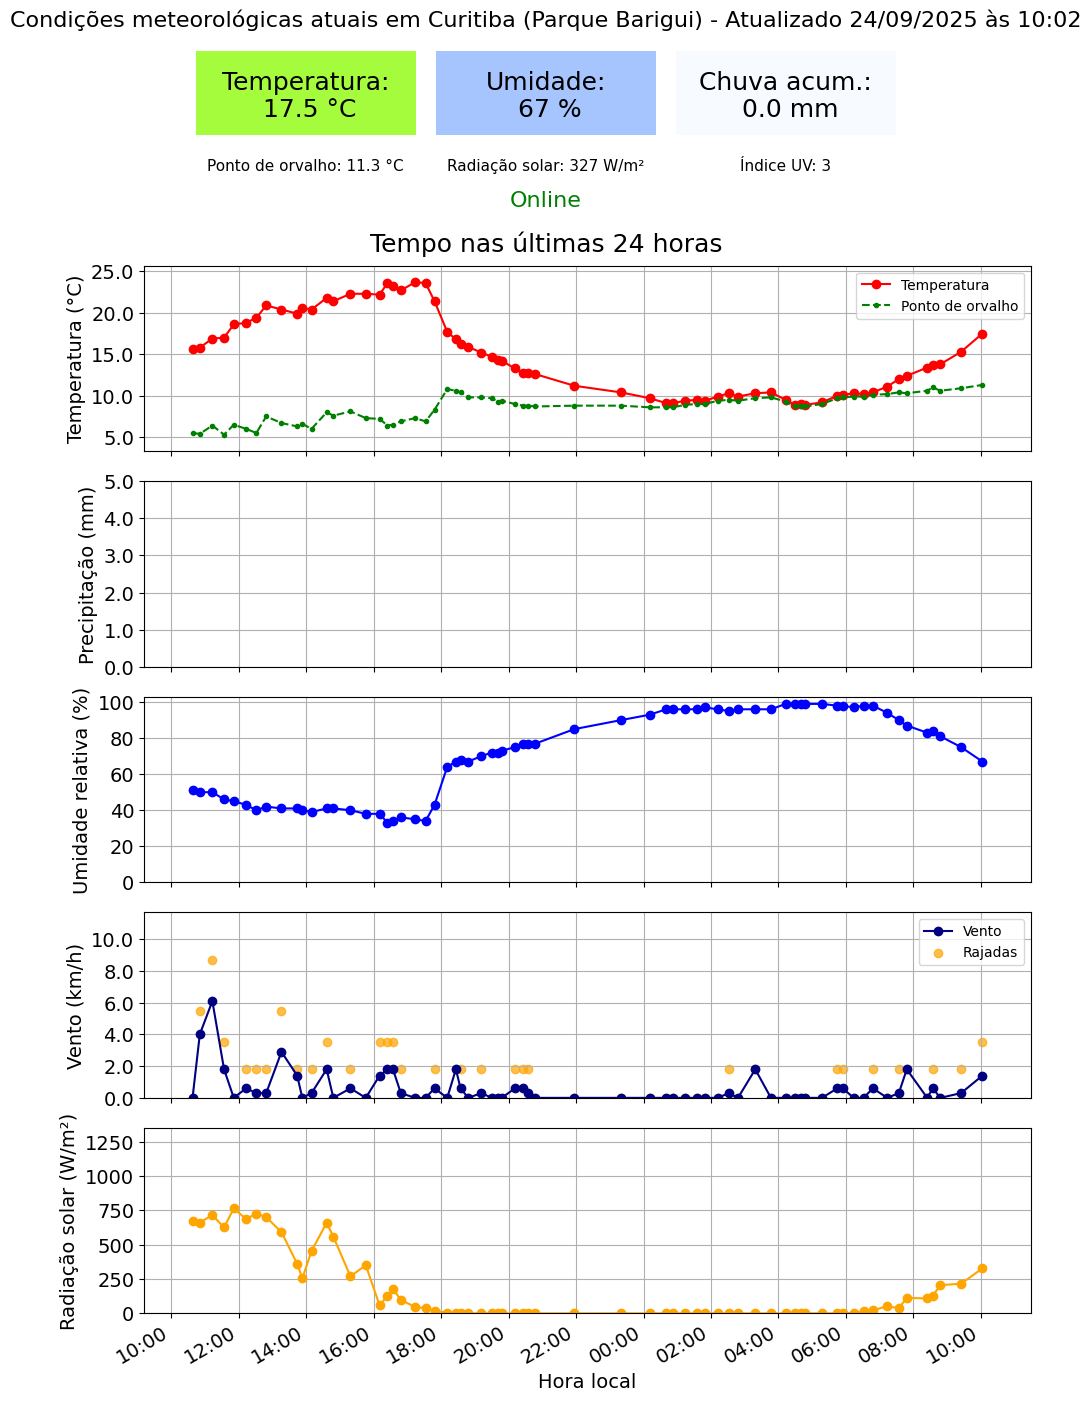 Condições meteorológicas atuais em Curitiba (Parque Barigui) - Atualizado 24/09/2025 às 10:02
Temperatura:
17.5 °C
Umidade:
67 %
Chuva acum.:
0.0 mm
Ponto de orvalho: 11.3 °C
Radiação solar: 327 W/m²
Índice UV: 3
Online
Tempo nas últimas 24 horas
Temperatura (°C)
25.0
20.0
15.0
10.0
5.0
Temperatura
Ponto de orvalho
Precipitação (mm)
5.0
4.0
3.0
2.0
1.0
0.0
Umidade relativa (%)
100
80
60
40
20
0
Vento (km/h)
10.0
8.0
6.0
4.0
2.0
0.0
Vento
Rajadas
Radiação solar (W/m²)
1250
1000
750
500
250
0
10:00
12:00
14:00
16:00
18:00
20:00
22:00
00:00
02:00
04:00
06:00
08:00
10:00
Hora local